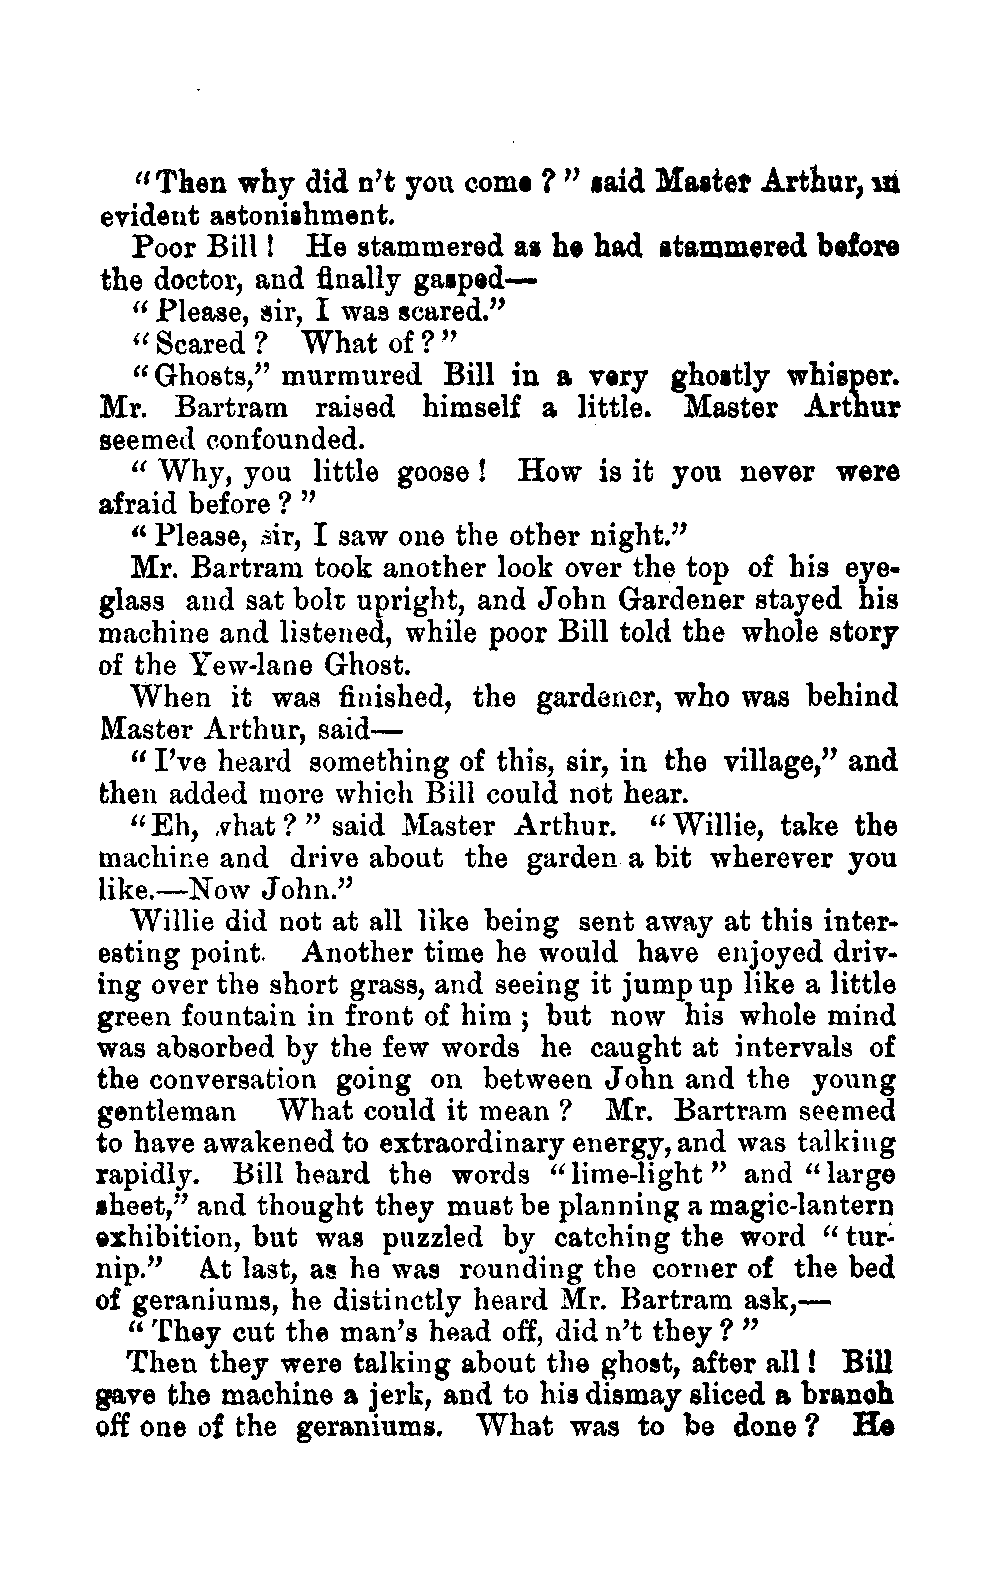 "Then why did n't you come ?" said Master Arthur, in
evident astonishment.
Poor Bill ! He stammered as he had stammered before
the doctor, and finally gasped—
"Please, sir, I was scared."
"Scared ? What of ?"
"Ghosts," murmured Bill in a very ghostly whisper.
Mr. Bartram raised himself a little. Master Arthur
seemed confounded.
"Why, you little goose ! How is it you never were
afraid before ?"
"Please, sir, I saw one the other night."
Mr. Bartram took another look over the top of his eye-
glass and sat bolt upright, and John Gardener stayed his
machine and listened, while poor Bill told the whole story
of the Yew-lane Ghost.
When it was finished, the gardener, who was behind
Master Arthur, said—
"I've heard something of this, sir, in the village," and
then added more which Bill could not hear.
"Eh, what ?" said Master Arthur. "Willie, take the
machine and drive about the garden a bit wherever you
like.—Now John."
Willie did not at all like being sent away at this inter-
esting point. Another time he would have enjoyed driv-
ing over the short grass, and seeing it jump up like a little
green fountain in front of him ; but now his whole mind
was absorbed by the few words he caught at intervals of
the conversation going on between John and the young
gentleman What could it mean ? Mr. Bartram seemed
to have awakened to extraordinary energy, and was talking
rapidly. Bill heard the words "lime-light" and "large
sheet," and thought they must be planning a magic-lantern
exhibition, but was puzzled by catching the word "tur-
nip." At last, as he was rounding the corner of the bed
of geraniums, he distinctly heard Mr. Bartram ask,—
"They cut the man's head off, did n't they ?"
Then they were talking about the ghost, after all ! Bill
gave the machine a jerk, and to his dismay sliced a branch
off one of the geraniums. What was to be done ? He